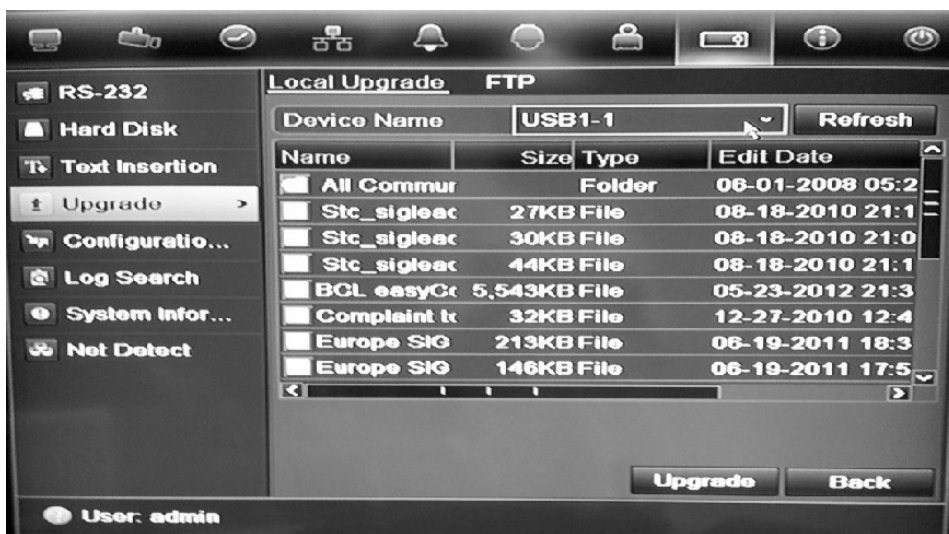 Local Upgrade FTP
RS-232
Hard Disk
Text Insertion
Upgrade
Configuratio...
Log Search
System Infor...
Net Detect
Device Name USB1-1 Refresh
Name Size Type Edit Date
All Commur Folder 06-01-2008 05:2
Stc_sigleac 27KB File 08-18-2010 21:1
Stc_sigleac 30KB File 08-18-2010 21:0
Stc_sigleac 44KB File 08-18-2010 21:1
BCL easyCc 5,543KB File 05-23-2012 21:3
Complaint tc 32KB File 12-27-2010 12:4
Europe SIG 213KB File 06-19-2011 18:3
Europe SIG 146KB File 06-19-2011 17:5
Upgrade Back
User: admin